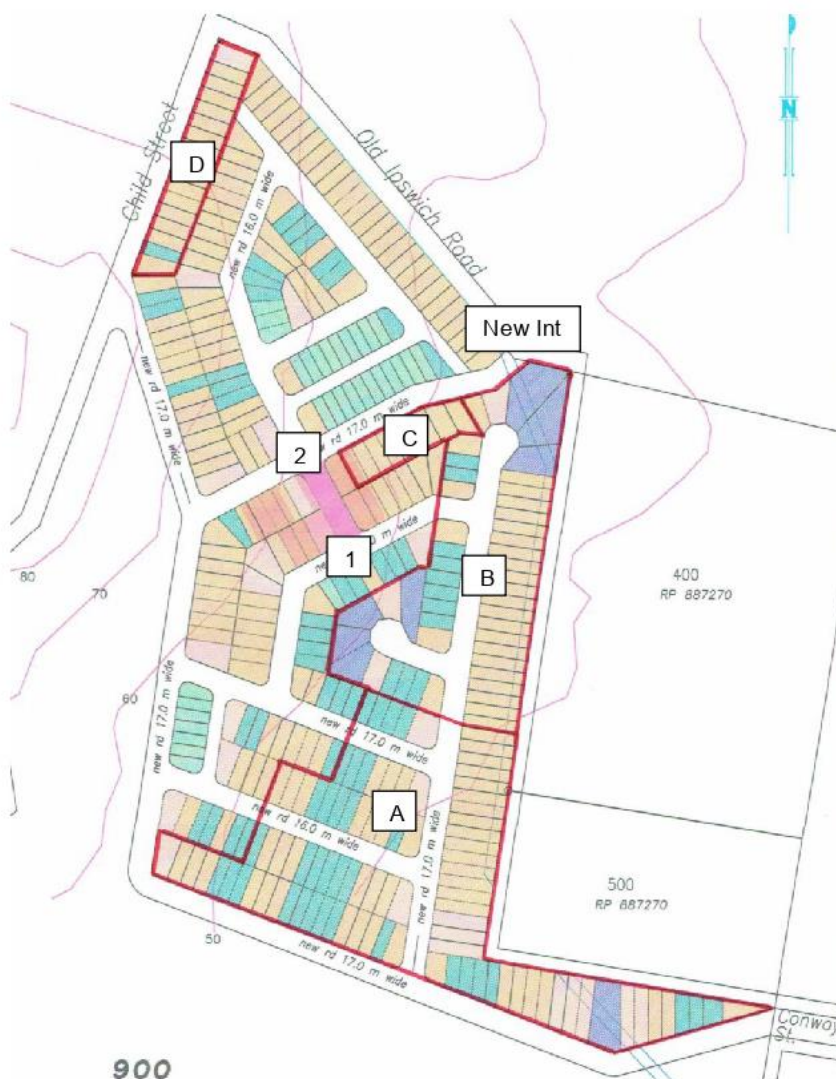 N
Child Street
D
Old Ipswich Road
new rd 16.0 m wide
New Int
new rd 17.0 m wide
rd 17.0 m wide
C
2
m wide
1
B
80
70
400
RP 887270
60
new rd 17.0 m wide
new rd 17.0 m wide
A
new rd 16.0 m wide
new rd 17.0 m wide
500
RP 887270
50
new rd 17.0 m wide
Conway
St.
900